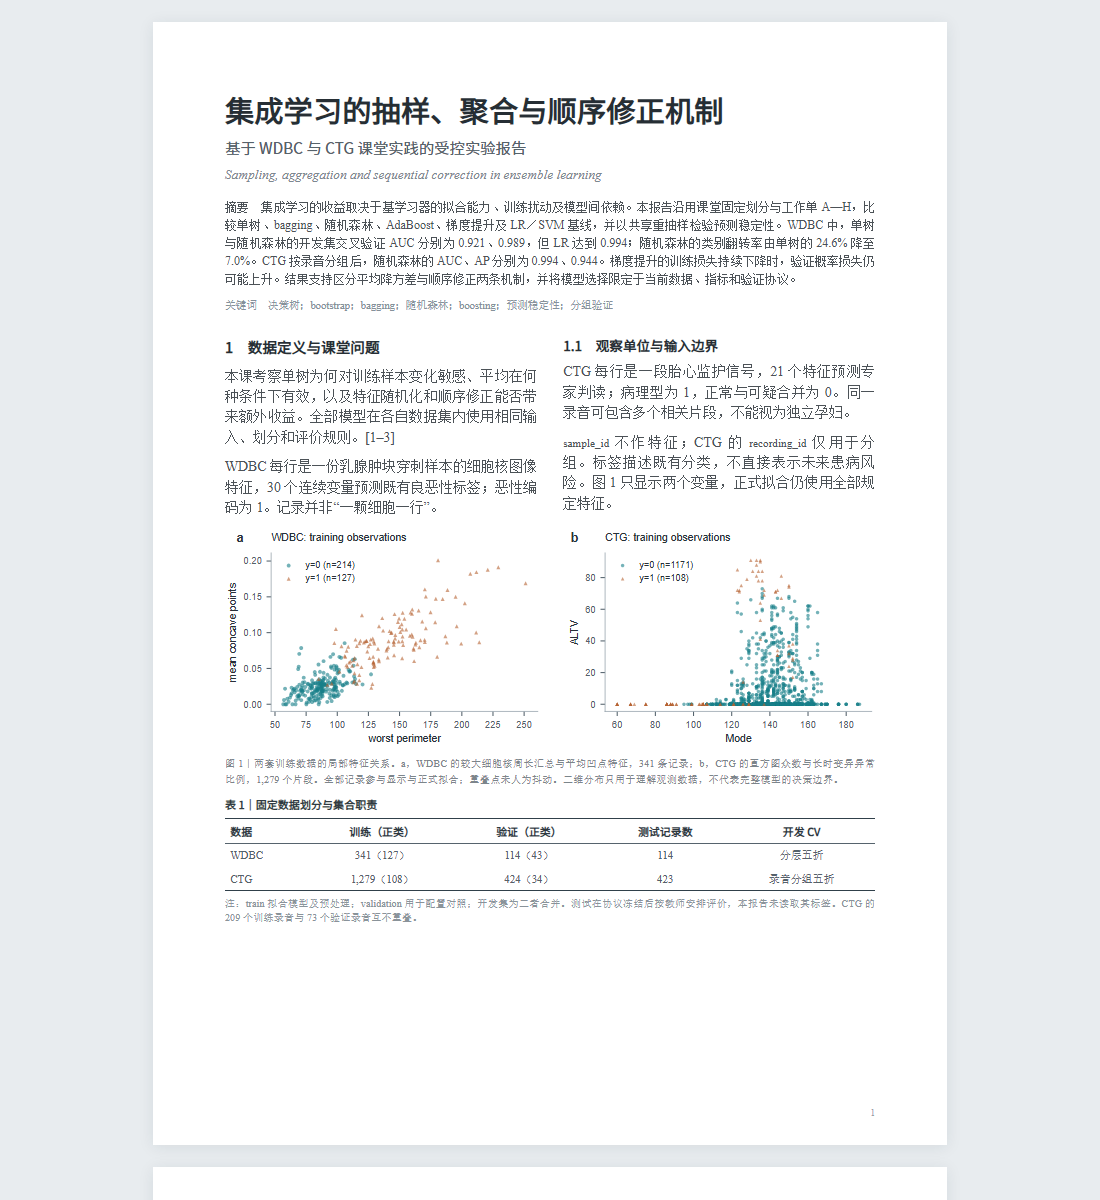 集成学习的抽样、聚合与顺序修正机制
基于 WDBC 与 CTG 课堂实践的受控实验报告
Sampling, aggregation and sequential correction in ensemble learning
摘要 集成学习的收益取决于基学习器的拟合能力、训练扰动及模型间依赖。本报告沿用课堂固定划分与工作单 A—H，比
较单树、bagging、随机森林、AdaBoost、梯度提升及 LR／SVM 基线，并以共享重抽样检验预测稳定性。WDBC 中，单树
与随机森林的开发集交叉验证 AUC 分别为 0.921、0.989，但 LR 达到 0.994；随机森林的类别翻转率由单树的 24.6% 降至
7.0%。CTG 按录音分组后，随机森林的 AUC、AP 分别为 0.994、0.944。梯度提升的训练损失持续下降时，验证概率损失仍
可能上升。结果支持区分平均降方差与顺序修正两条机制，并将模型选择限定于当前数据、指标和验证协议。
关键词 决策树；bootstrap；bagging；随机森林；boosting；预测稳定性；分组验证
1 数据定义与课堂问题
本课考察单树为何对训练样本变化敏感、平均在何
种条件下有效，以及特征随机化和顺序修正能否带
来额外收益。全部模型在各自数据集内使用相同输
入、划分和评价规则。[1–3]
WDBC 每行是一份乳腺肿块穿刺样本的细胞核图像
特征，30 个连续变量预测既有良恶性标签；恶性编
码为 1。记录并非“一颗细胞一行”。
1.1 观察单位与输入边界
CTG 每行是一段胎心监护信号，21 个特征预测专
家判读；病理型为 1，正常与可疑合并为 0。同一
录音可包含多个相关片段，不能视为独立孕妇。
sample_id 不作特征；CTG 的 recording_id 仅用于分
组。标签描述既有分类，不直接表示未来患病风
险。图 1 只显示两个变量，正式拟合仍使用全部规
定特征。
a WDBC: training observations
y=0 (n=214)
y=1 (n=127)
mean concave points
0.20
0.15
0.10
0.05
0.00
50 75 100 125 150 175 200 225 250
worst perimeter
b CTG: training observations
y=0 (n=1171)
y=1 (n=108)
ALTV
80
60
40
20
0
60 80 100 120 140 160 180
Mode
图 1｜两套训练数据的局部特征关系。a，WDBC 的较大细胞核周长汇总与平均凹点特征，341 条记录；b，CTG 的直方图众数与长时变异异常
比例，1,279 个片段。全部记录参与显示与正式拟合；重叠点未人为抖动。二维分布只用于理解观测数据，不代表完整模型的决策边界。
表 1｜固定数据划分与集合职责
数据 训练（正类） 验证（正类） 测试记录数 开发 CV
WDBC 341（127） 114（43） 114 分层五折
CTG 1,279（108） 424（34） 423 录音分组五折
注：train 拟合模型及预处理；validation 用于配置对照；开发集为二者合并。测试在协议冻结后按教师安排评价，本报告未读取其标签。CTG 的
209 个训练录音与 73 个验证录音互不重叠。
1